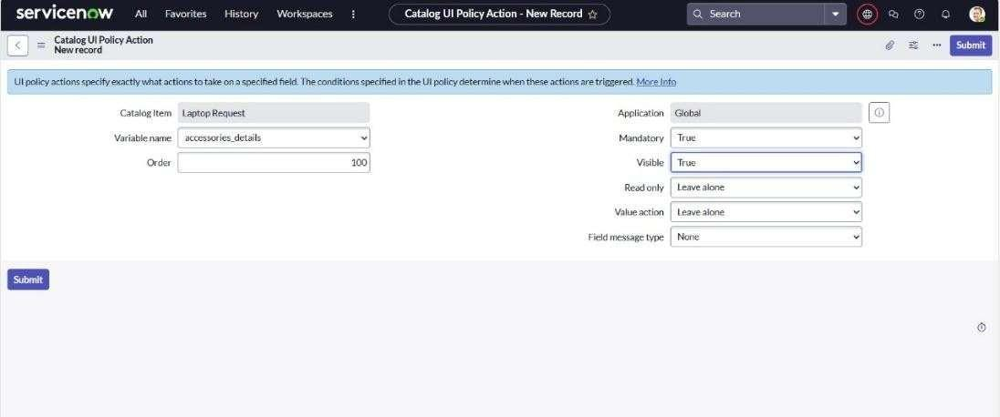 servicenow All Favorites History Workspaces Catalog UI Policy Action - New Record Search
Catalog UI Policy Action
New record
Submit
UI policy actions specify exactly what actions to take on a specified field. The conditions specified in the UI policy determine when these actions are triggered. More Info
Catalog Item Laptop Request Application Global
Variable name accessories_details Mandatory True
Order 100 Visible True
Read only Leave alone
Value action Leave alone
Field message type None
Submit